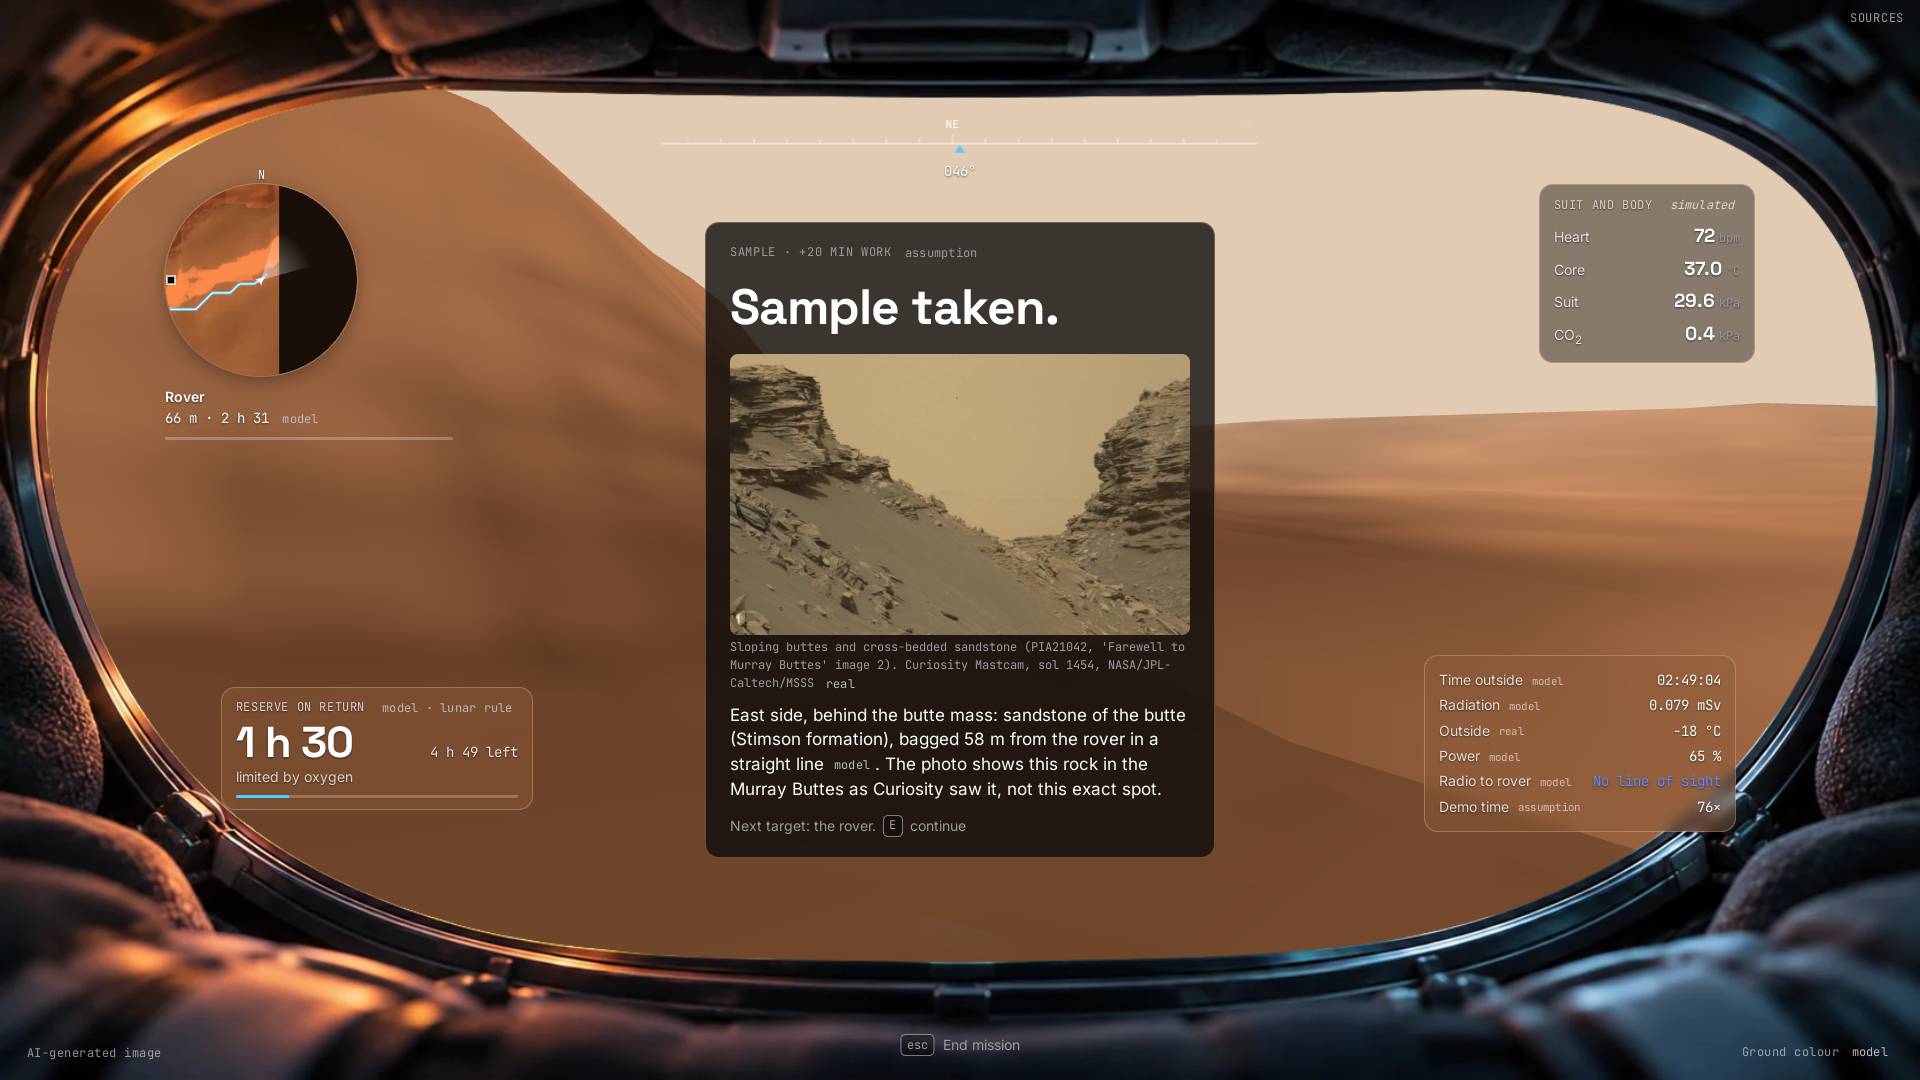 SOURCES
NE
046°
N
Rover
66 m · 2 h 31 model
SUIT AND BODY simulated
Heart 72 bpm
Core 37.0 °C
Suit 29.6 kPa
CO2 0.4 kPa
SAMPLE · +20 MIN WORK assumption
Sample taken.
Sloping buttes and cross-bedded sandstone (PIA21042, 'Farewell to
Murray Buttes' image 2). Curiosity Mastcam, sol 1454, NASA/JPL-
Caltech/MSSS real
East side, behind the butte mass: sandstone of the butte
(Stimson formation), bagged 58 m from the rover in a
straight line model . The photo shows this rock in the
Murray Buttes as Curiosity saw it, not this exact spot.
Next target: the rover. E continue
RESERVE ON RETURN model · lunar rule
1 h 30 4 h 49 left
limited by oxygen
Time outside model 02:49:04
Radiation model 0.079 mSv
Outside real -18 °C
Power model 65 %
Radio to rover model No line of sight
Demo time assumption 76×
esc End mission
AI-generated image
Ground colour model